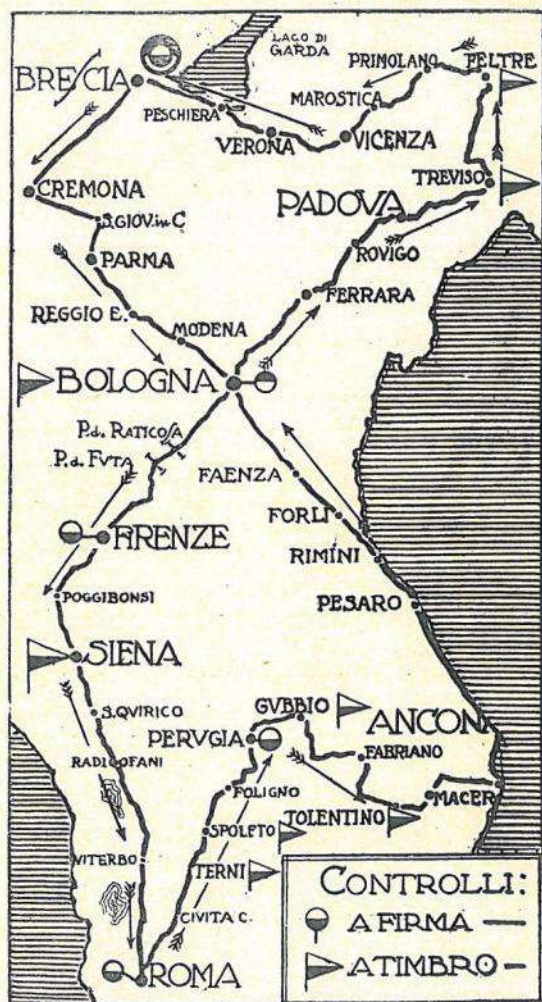 LAGO DI
GARDA
BRESCIA
PESCHIERA
VERONA
VICENZA
MAROSTICA
PRIMOLANO
FELTRE
TREVISO
CREMONA
S.GIOV. in C
PADOVA
ROVIGO
PARMA
FERRARA
REGGIO E.
MODENA
BOLOGNA
P.d. RATICOSA
P.d. FVTA
FAENZA
FORLI
FIRENZE
RIMINI
POGGIBONSI
PESARO
SIENA
S.QVIRICO
GVBBIO
ANCON
PERVGIA
FABRIANO
RADICOFANI
FOLIGNO
MACER
TOLENTINO
SPOLETO
VITERBO
TERNI
CIVITA C.
ROMA
CONTROLLI:
A FIRMA
A TIMBRO